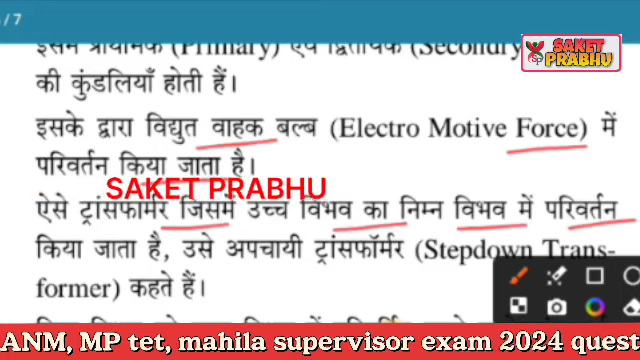 /7
इसमें प्राथमिक (Primary) एवं द्वितीयक (Secondry)
की कुंडलियाँ होती हैं।
SAKET
PRABHU
इसके द्वारा विद्युत वाहक बल्ब (Electro Motive Force) में
परिवर्तन किया जाता है।
SAKET PRABHU
ऐसे ट्रांसफार्मर जिसमें उच्च विभव का निम्न विभव में परिवर्तन
किया जाता है, उसे अपचायी ट्रांसफॉर्मर (Stepdown Trans-
former) कहते हैं।
ANM, MP tet, mahila supervisor exam 2024 quest